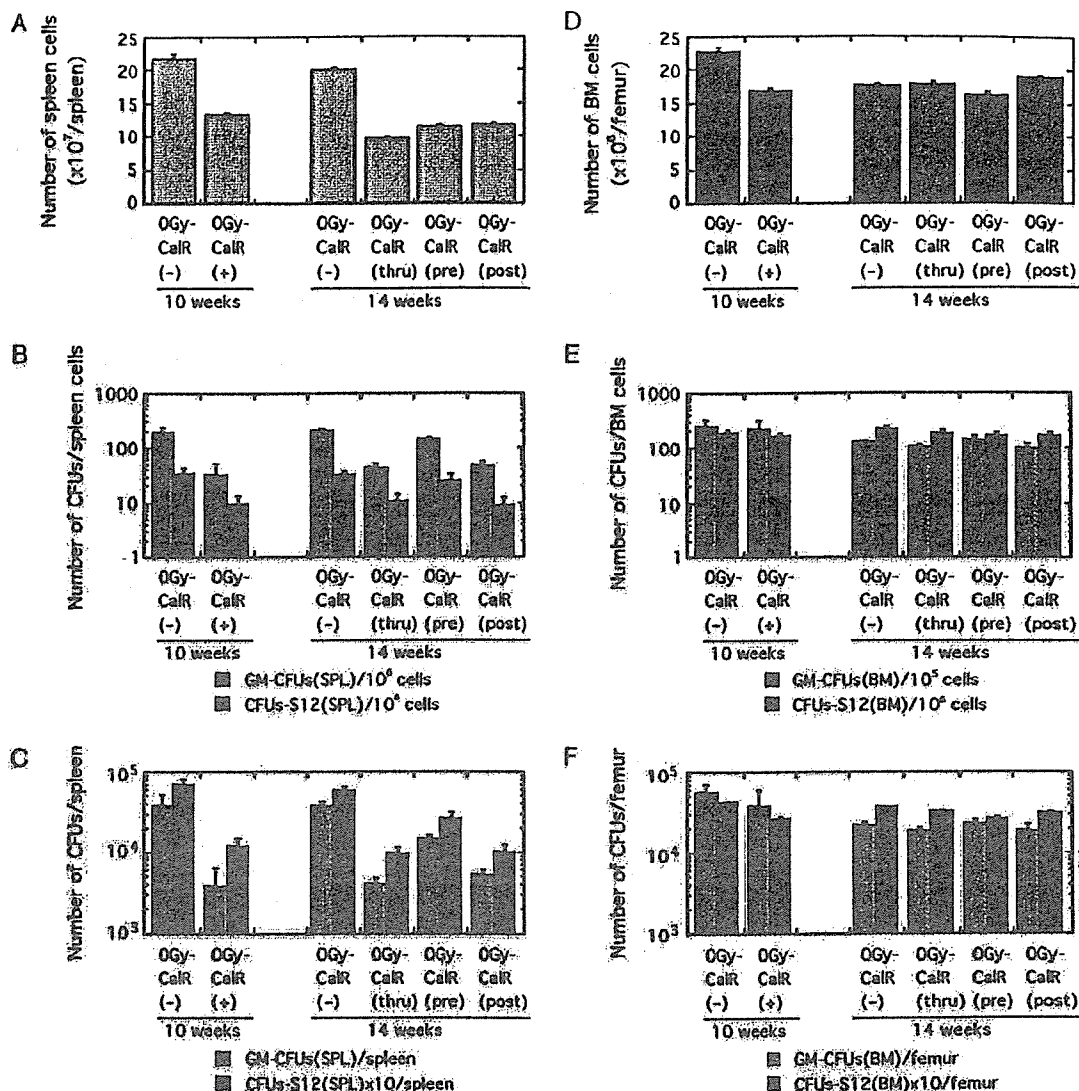 A
Number of spleen cells
(x10⁷/spleen)
25
20
15
10
5
0
0Gy- 0Gy- 0Gy- 0Gy- 0Gy- 0Gy-
CalR CalR CalR CalR CalR CalR
(-) (+) (-) (thru) (pre) (post)
10 weeks 14 weeks
D
Number of BM cells
(x10⁶/femur)
25
20
15
10
5
0
0Gy- 0Gy- 0Gy- 0Gy- 0Gy- 0Gy-
CalR CalR CalR CalR CalR CalR
(-) (+) (-) (thru) (pre) (post)
10 weeks 14 weeks
B
Number of CFUs/spleen cells
1000
100
10
1
0Gy- 0Gy- 0Gy- 0Gy- 0Gy- 0Gy-
CalR CalR CalR CalR CalR CalR
(-) (+) (-) (thru) (pre) (post)
10 weeks 14 weeks
GM-CFUs(SPL)/10⁶ cells
CFUs-S12(SPL)/10⁶ cells
E
Number of CFUs/BM cells
1000
100
10
1
0Gy- 0Gy- 0Gy- 0Gy- 0Gy- 0Gy-
CalR CalR CalR CalR CalR CalR
(-) (+) (-) (thru) (pre) (post)
10 weeks 14 weeks
GM-CFUs(BM)/10⁵ cells
CFUs-S12(BM)/10⁶ cells
C
Number of CFUs/spleen
10⁵
10⁴
10³
0Gy- 0Gy- 0Gy- 0Gy- 0Gy- 0Gy-
CalR CalR CalR CalR CalR CalR
(-) (+) (-) (thru) (pre) (post)
10 weeks 14 weeks
GM-CFUs(SPL)/spleen
CFUs-S12(SPL)x10/spleen
F
Number of CFUs/femur
10⁵
10⁴
10³
0Gy- 0Gy- 0Gy- 0Gy- 0Gy- 0Gy-
CalR CalR CalR CalR CalR CalR
(-) (+) (-) (thru) (pre) (post)
10 weeks 14 weeks
GM-CFUs(BM)/femur
CFUs-S12(BM)x10/femur